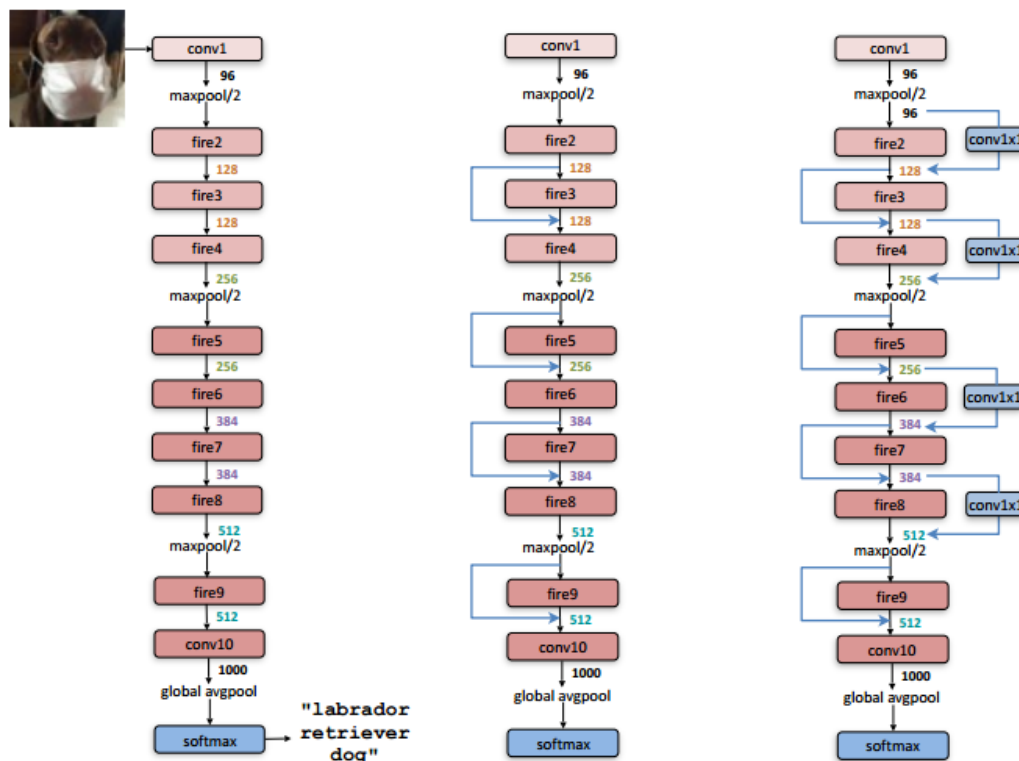 conv1
96
maxpool/2
fire2
128
fire3
128
fire4
256
maxpool/2
fire5
256
fire6
384
fire7
384
fire8
512
maxpool/2
fire9
512
conv10
1000
global avgpool
softmax
"labrador
retriever
dog"
conv1
96
maxpool/2
fire2
128
fire3
128
fire4
256
maxpool/2
fire5
256
fire6
384
fire7
384
fire8
512
maxpool/2
fire9
512
conv10
1000
global avgpool
softmax
conv1
96
maxpool/2
96
fire2
conv1x1
128
fire3
128
fire4
conv1x1
256
maxpool/2
fire5
256
fire6
conv1x1
384
fire7
384
fire8
conv1x1
512
maxpool/2
fire9
512
conv10
1000
global avgpool
softmax